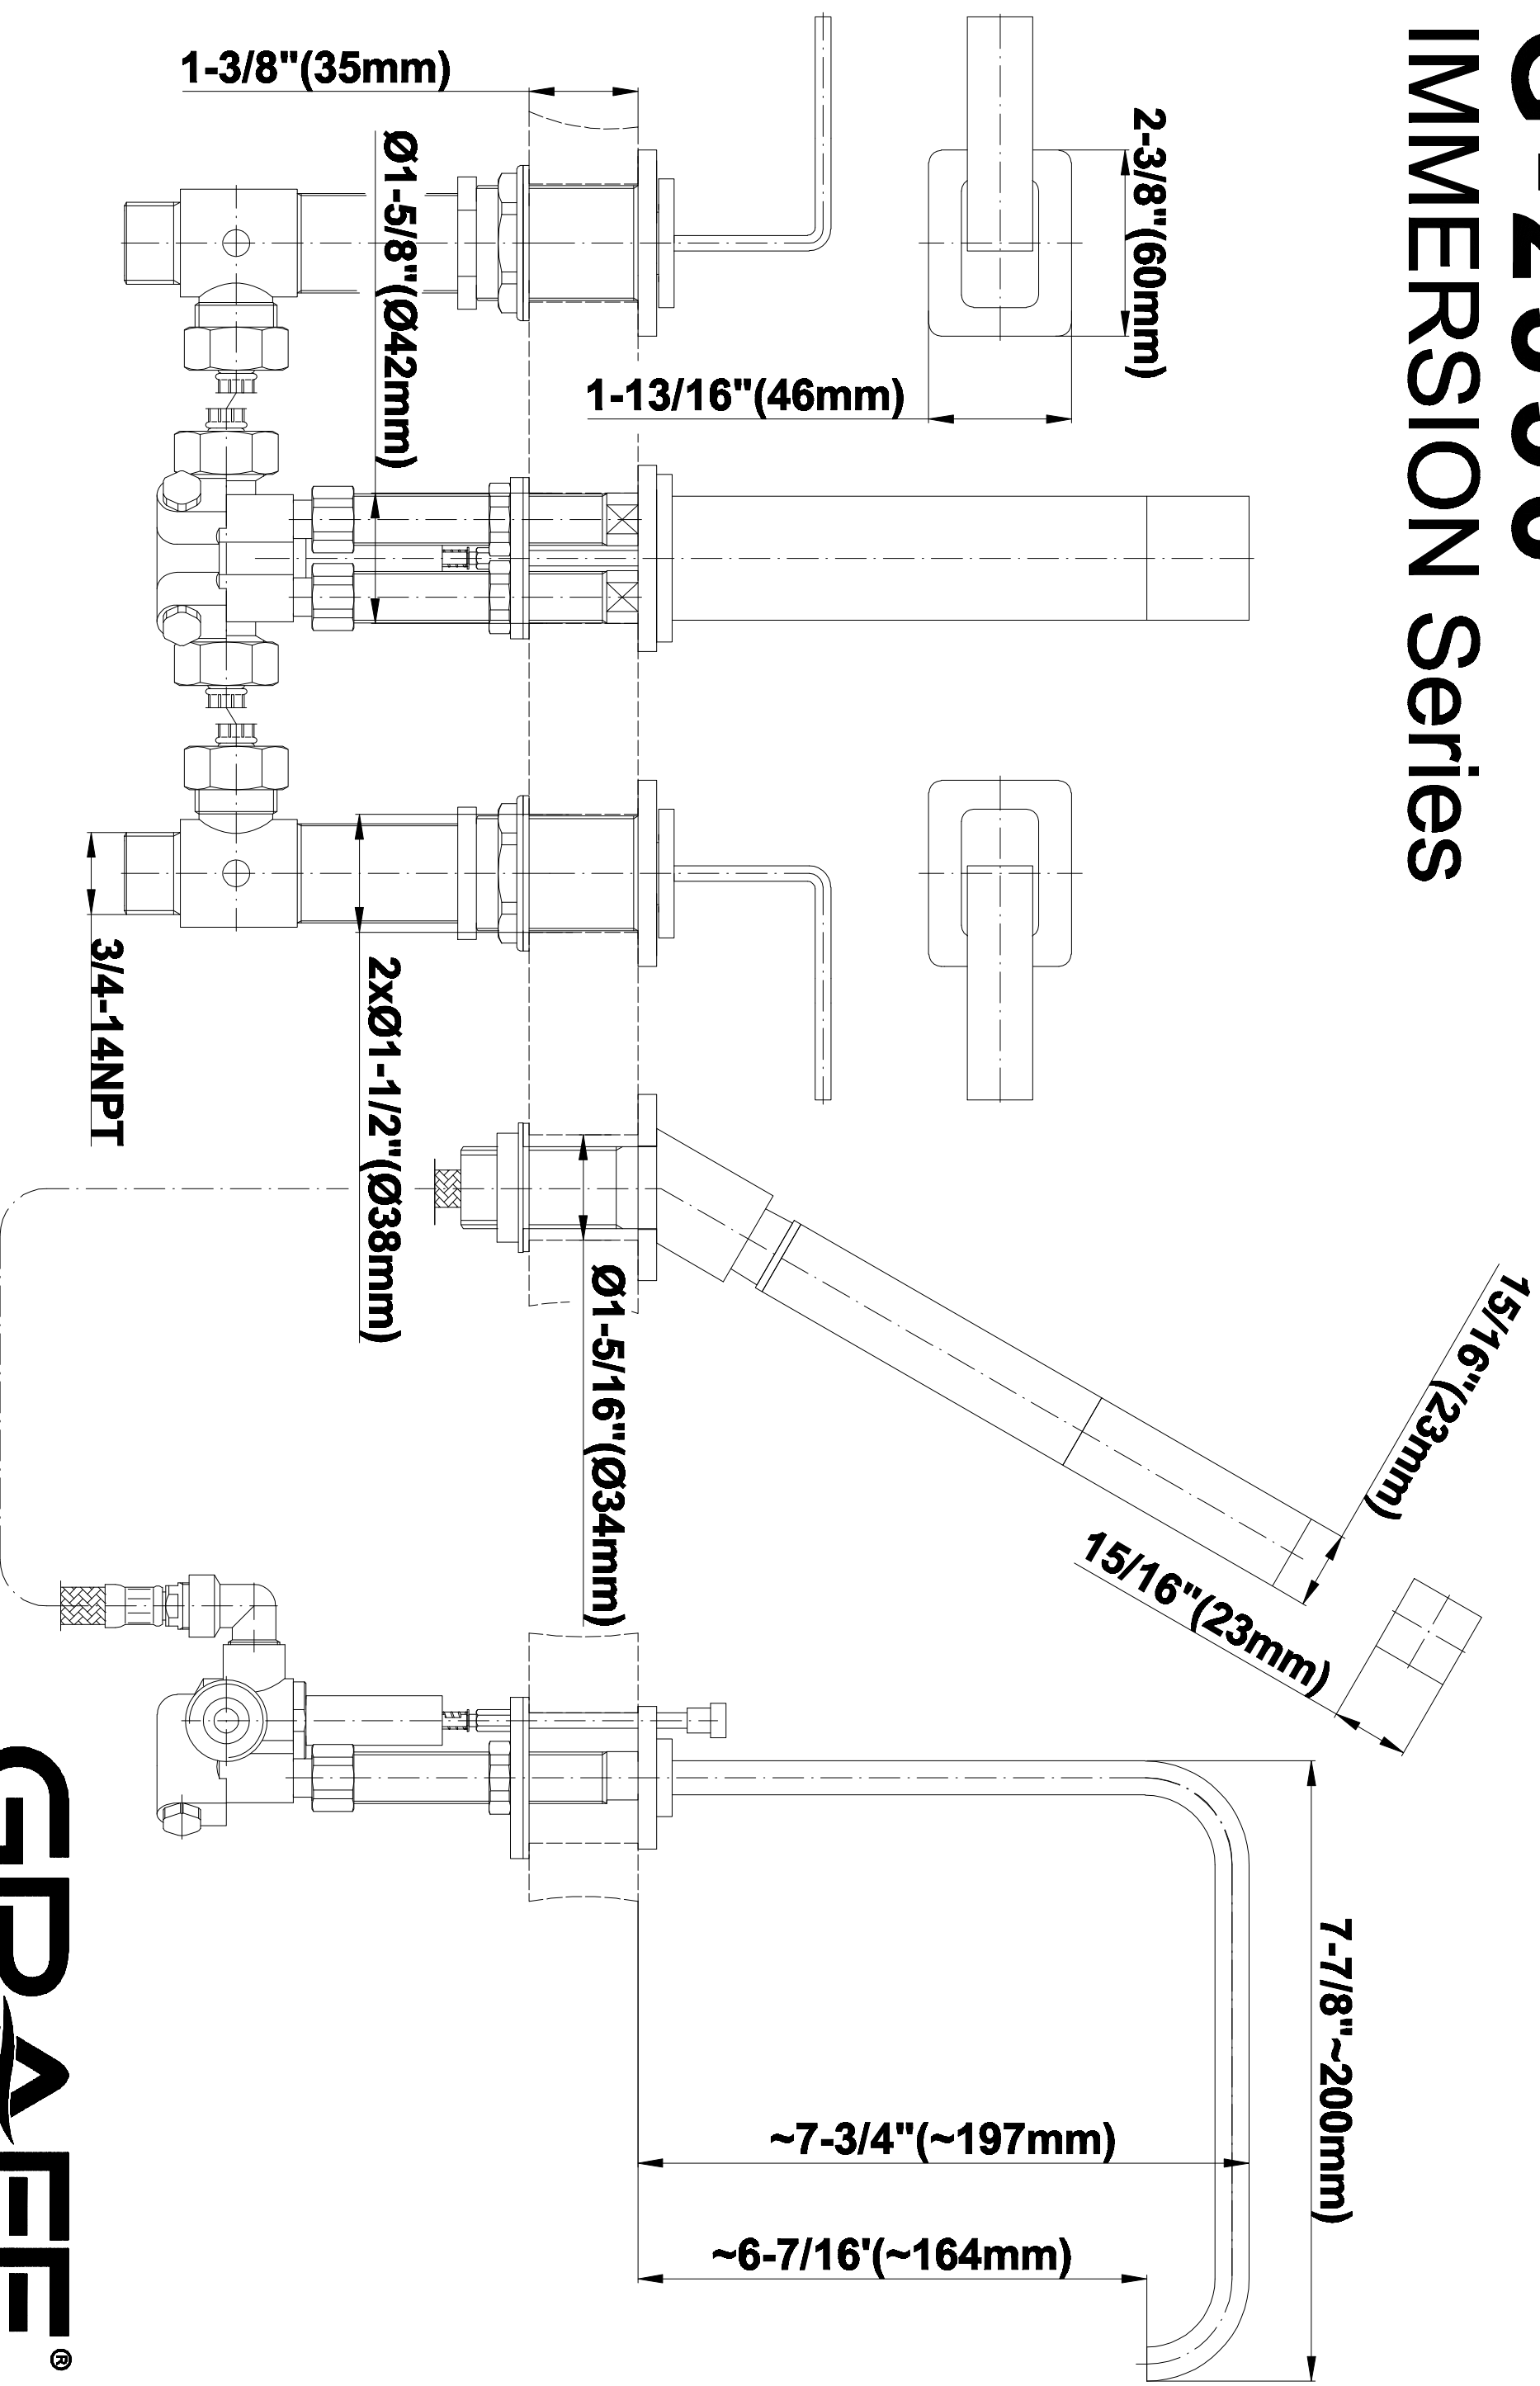 IMMERSION Series
2-3/8"(60mm)
1-13/16"(46mm)
1-3/8"(35mm)
Ø1-5/8"(Ø42mm)
2xØ1-1/2"(Ø38mm)
3/4-14NPT
Ø1-5/16"(Ø34mm)
15/16"(23mm)
15/16"(23mm)
7-7/8"~200mm)
~7-3/4"(~197mm)
~6-7/16'(~164mm)
GRAFF®